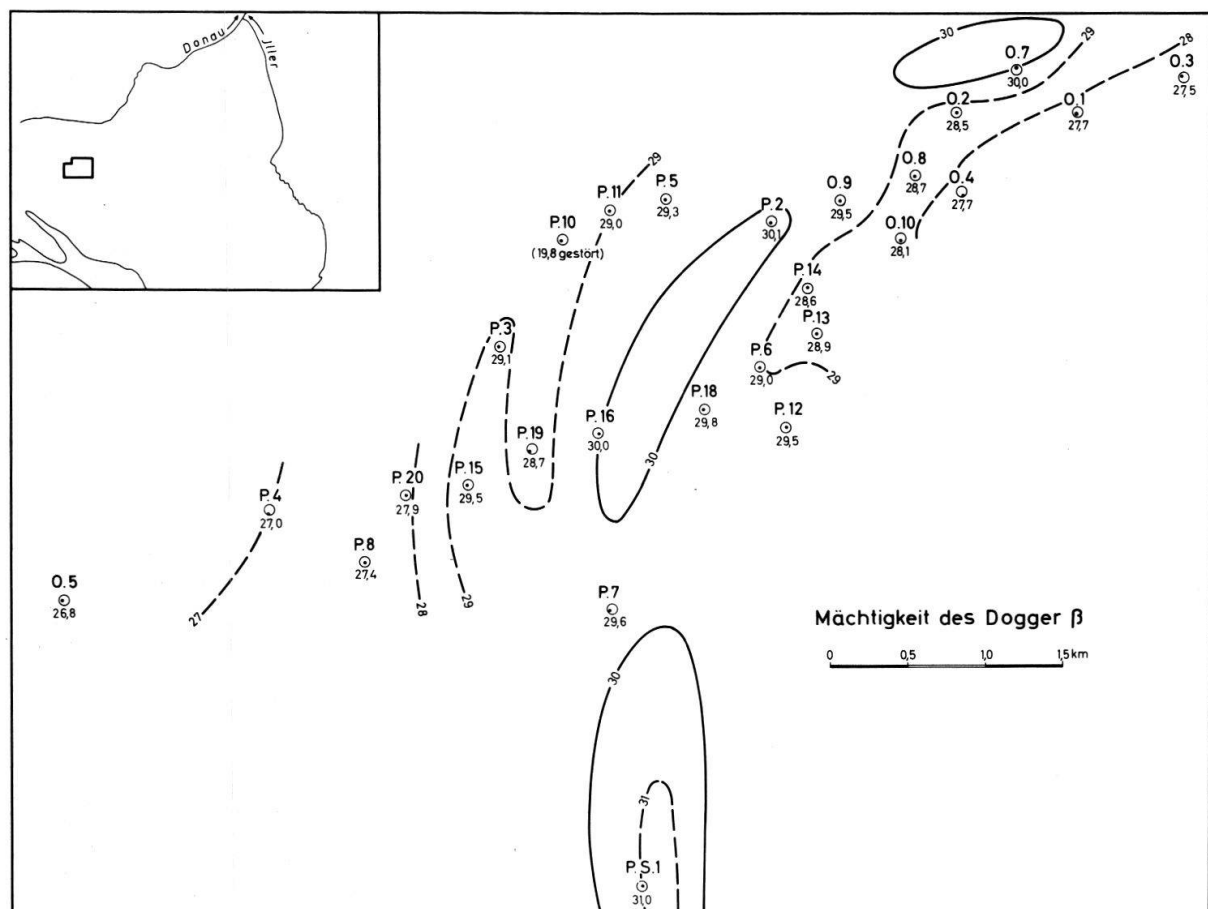 Donau
Jller
30
29
28
O.7
30,0
O.3
27,5
O.2
28,5
O.1
27,7
29
P.11
29,0
P.5
29,3
O.8
28,7
O.4
27,7
O.9
29,5
P.2
30,1
P.10
(19,8 gestört)
O.10
28,1
P.14
28,6
P.3
29,1
P.13
28,9
P.6
29,0
29
P.18
29,8
P.12
29,5
P.16
30,0
P.19
28,7
30
P.20
27,9
P.15
29,5
P.4
27,0
P.8
27,4
O.5
26,8
27
28
29
P.7
29,6
Mächtigkeit des Dogger β
0 0,5 1,0 1,5 km
30
31
P.S.1
31,0